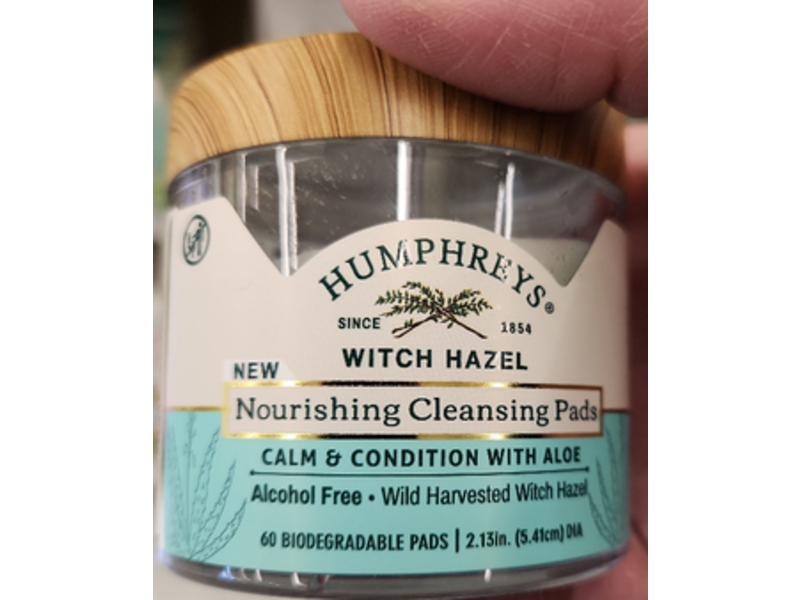 HUMPHREYS®
SINCE 1854
WITCH HAZEL
NEW
Nourishing Cleansing Pads
CALM & CONDITION WITH ALOE
Alcohol Free • Wild Harvested Witch Hazel
60 BIODEGRADABLE PADS | 2.13in. (5.41cm) DIA